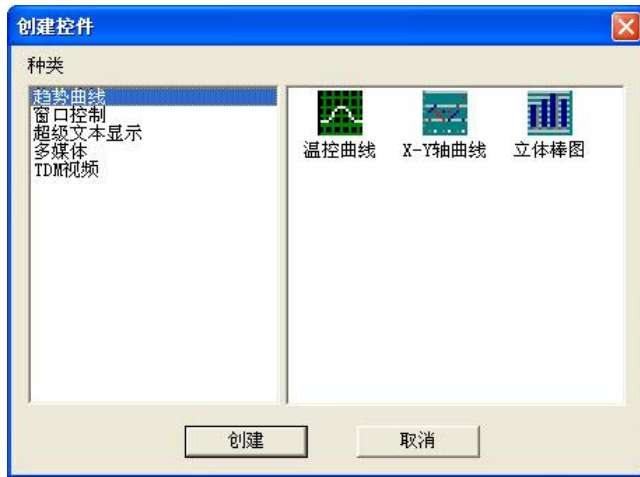 创建控件
种类
趋势曲线
窗口控制
超级文本显示
多媒体
TDM视频
温控曲线 X-Y轴曲线 立体棒图
创建 取消